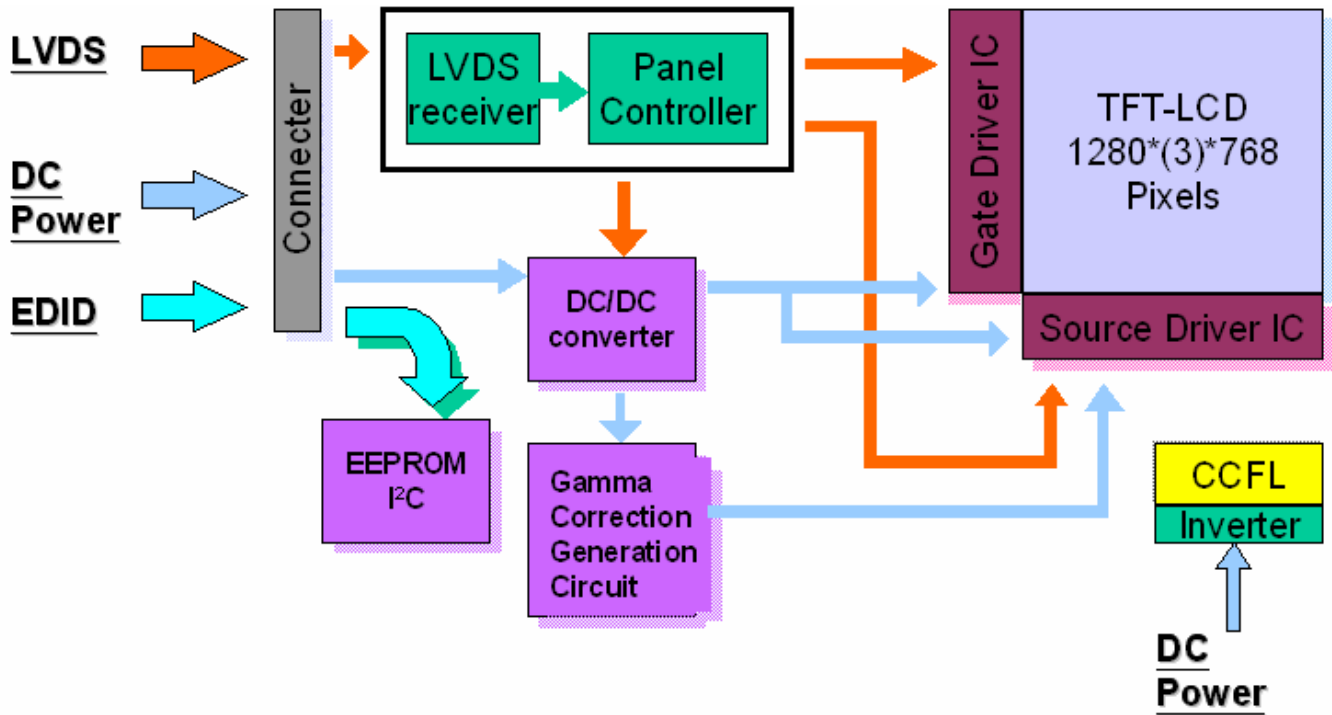 LVDS
DC
Power
EDID
Connecter
LVDS
receiver
Panel
Controller
DC/DC
converter
EEPROM
I²C
Gamma
Correction
Generation
Circuit
Gate Driver IC
TFT-LCD
1280*(3)*768
Pixels
Source Driver IC
CCFL
Inverter
DC
Power